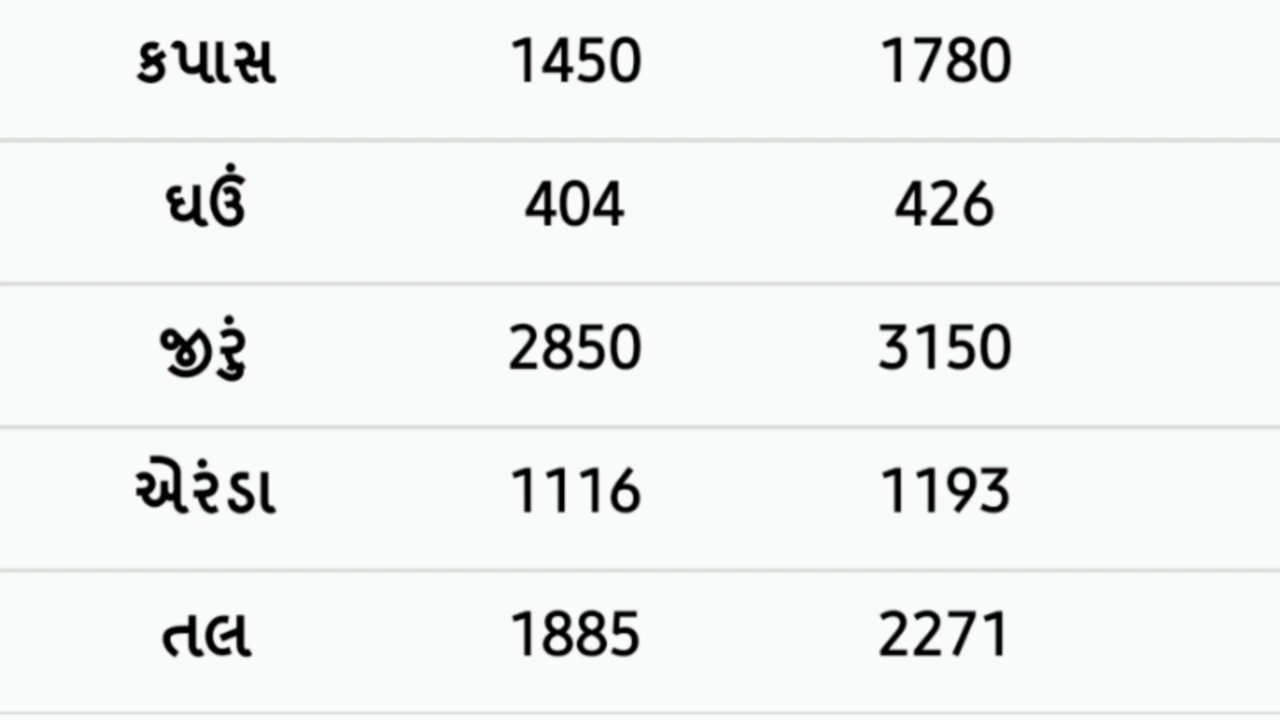 કપાસ 1450 1780
ઘઉં 404 426
જીરું 2850 3150
એરંડા 1116 1193
તલ 1885 2271